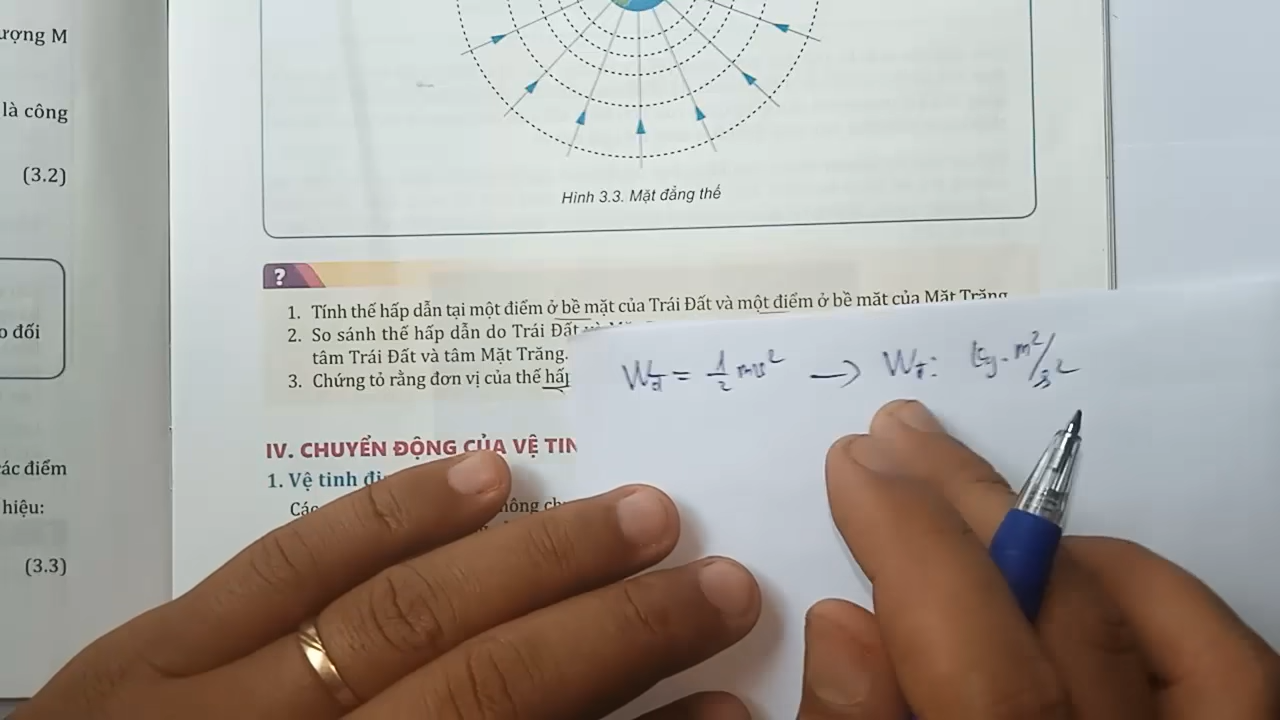 ượng M
là công
(3.2)
o đối
ác điểm
hiệu:
(3.3)
Hình 3.3. Mặt đẳng thế
?
1. Tính thế hấp dẫn tại một điểm ở bề mặt của Trái Đất và một điểm ở bề mặt của Mặt Trăng
2. So sánh thế hấp dẫn do Trái Đất
tâm Trái Đất và tâm Mặt Trăng.
3. Chứng tỏ rằng đơn vị của thế hấp
Wđ = 1/2 mv² → Wđ: kg.m²/s²
IV. CHUYỂN ĐỘNG CỦA VỆ TIN
1. Vệ tinh đị
Các